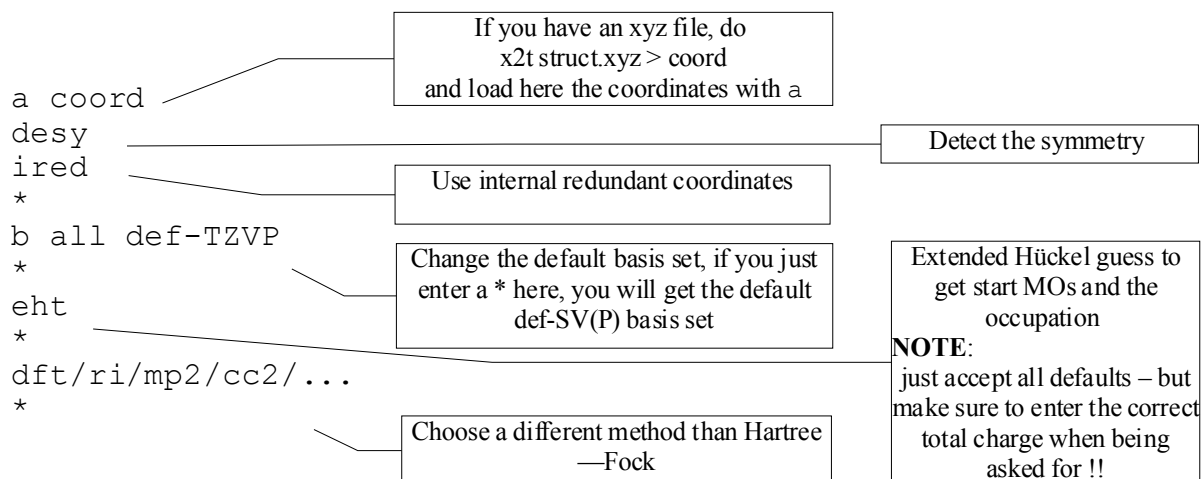 If you have an xyz file, do
x2t struct.xyz > coord
and load here the coordinates with a
a coord
desy
Detect the symmetry
ired
Use internal redundant coordinates
*
b all def-TZVP
*
Change the default basis set, if you just
enter a * here, you will get the default
def-SV(P) basis set
Extended Hückel guess to
get start MOs and the
occupation
NOTE:
just accept all defaults – but
make sure to enter the correct
total charge when being
asked for !!
eht
*
dft/ri/mp2/cc2/...
*
Choose a different method than Hartree
—Fock